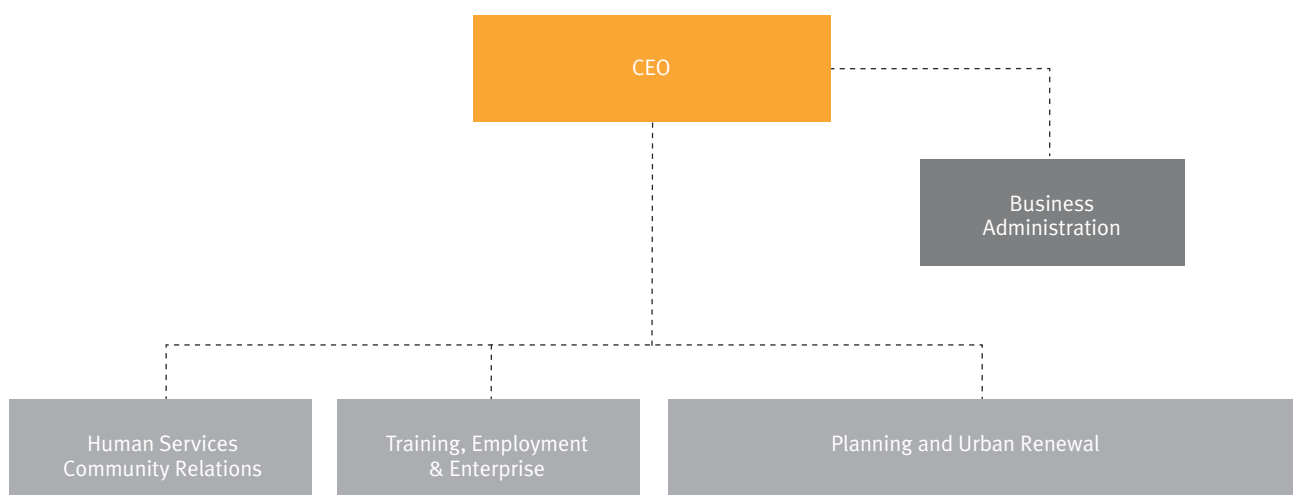 CEO
Business
Administration
Human Services
Community Relations
Training, Employment
& Enterprise
Planning and Urban Renewal